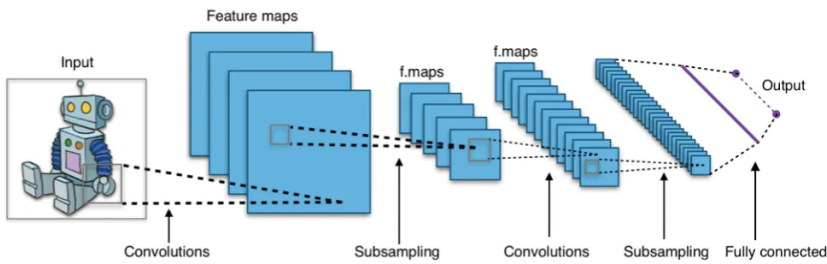 Feature maps
Input
f.maps
f.maps
Output
Convolutions
Subsampling
Convolutions
Subsampling
Fully connected